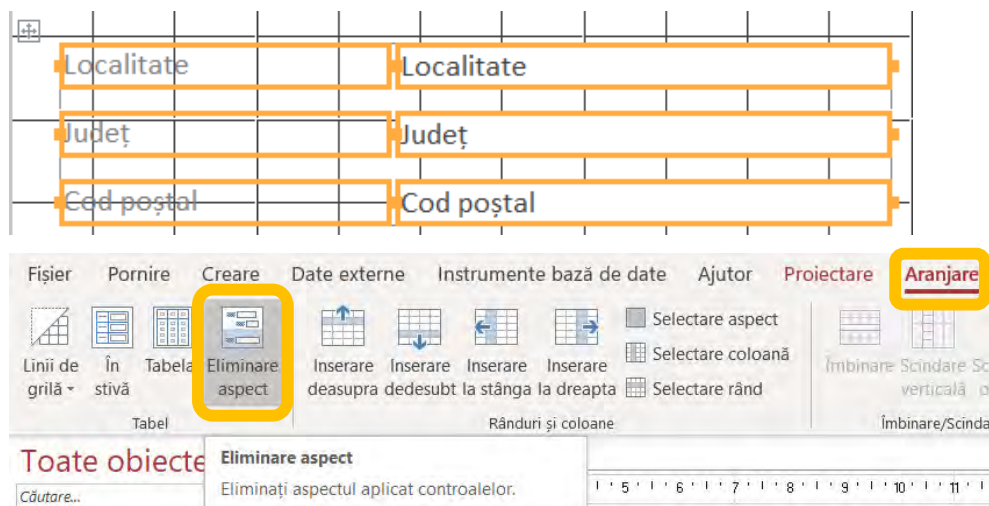 Localitate Localitate
Județ Județ
Cod poștal Cod poștal
Fișier Pornire Creare Date externe Instrumente bază de date Ajutor Proiectare Aranjare
Linii de grilă În stivă Tabela Eliminare aspect Inserare deasupra Inserare dedesubt Inserare la stânga Inserare la dreapta
Selectare aspect
Selectare coloană
Selectare rând
Îmbinare Scindare verticală
Tabel Rânduri și coloane Îmbinare/Scinda
Toate obiecte
Căutare...
Eliminare aspect
Eliminați aspectul aplicat controalelor.
5 6 7 8 9 10 11